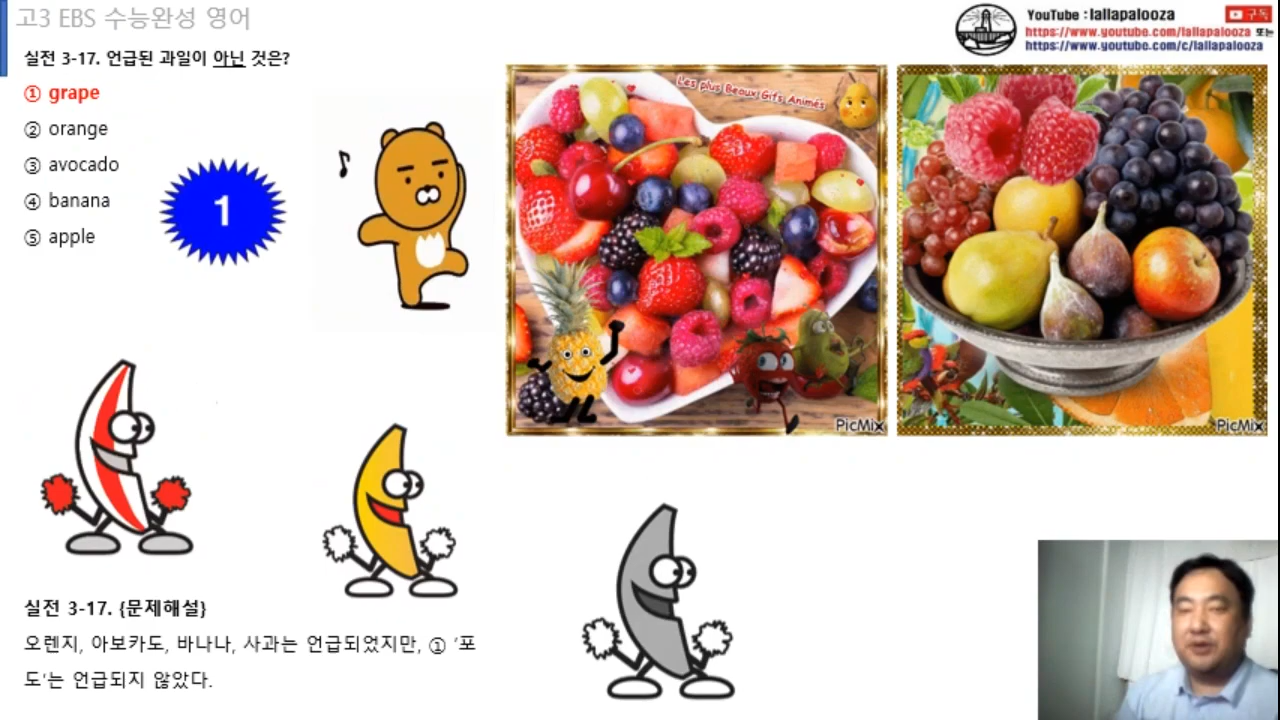 고3 EBS 수능완성 영어
YouTube : lallapalooza 구독
https://www.youtube.com/lallapalooza 또는
https://www.youtube.com/c/lallapalooza
실전 3-17. 언급된 과일이 아닌 것은?
① grape
② orange
③ avocado
④ banana
⑤ apple
1
Les plus Beaux Gifs Animés
PicMix
PicMix
실전 3-17. {문제해설}
오렌지, 아보카도, 바나나, 사과는 언급되었지만, ① ‘포
도’는 언급되지 않았다.